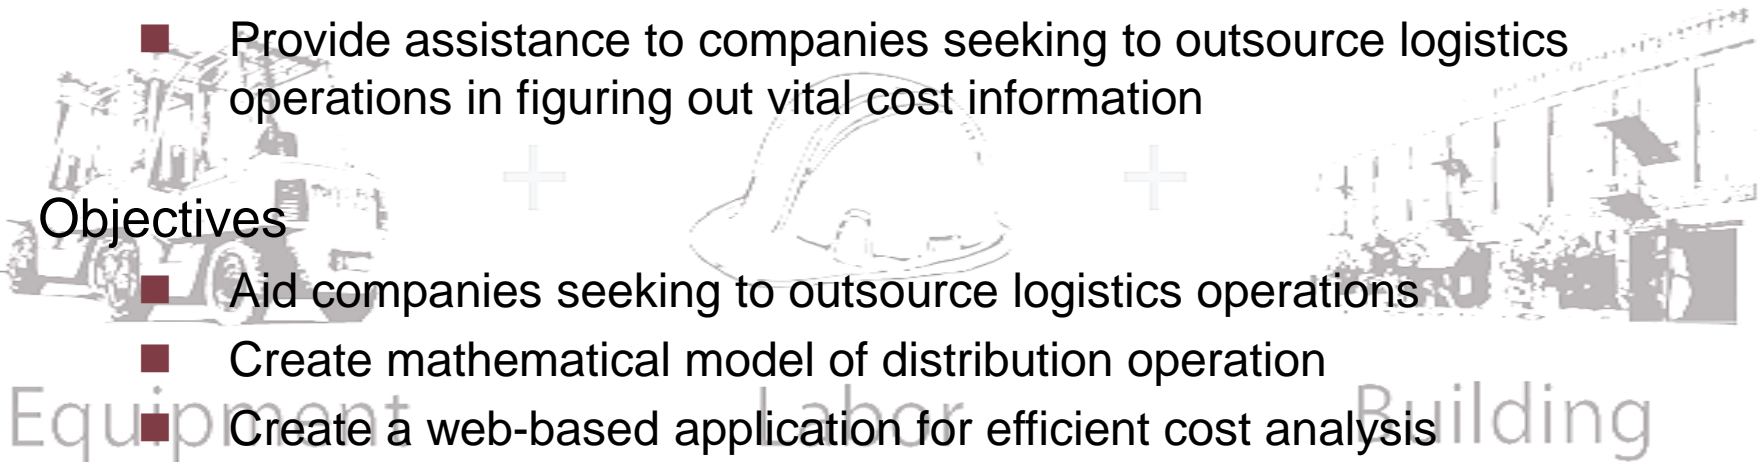 Provide assistance to companies seeking to outsource logistics
operations in figuring out vital cost information
Objectives
Aid companies seeking to outsource logistics operations
Create mathematical model of distribution operation
Create a web-based application for efficient cost analysis
Equipment Labor Building